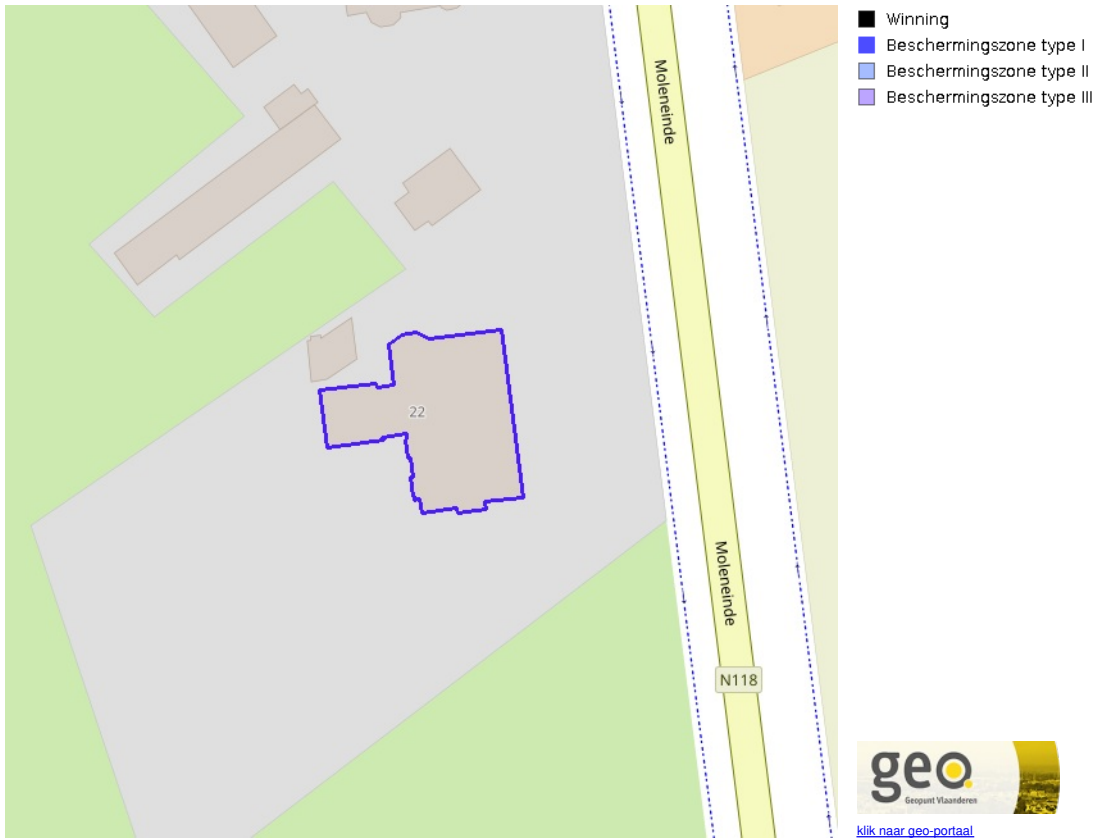 Winning
Beschermingszone type I
Beschermingszone type II
Beschermingszone type III
Moleneinde
22
Moleneinde
N118
geo.
Geopunt Vlaanderen
klik naar geo-portaal